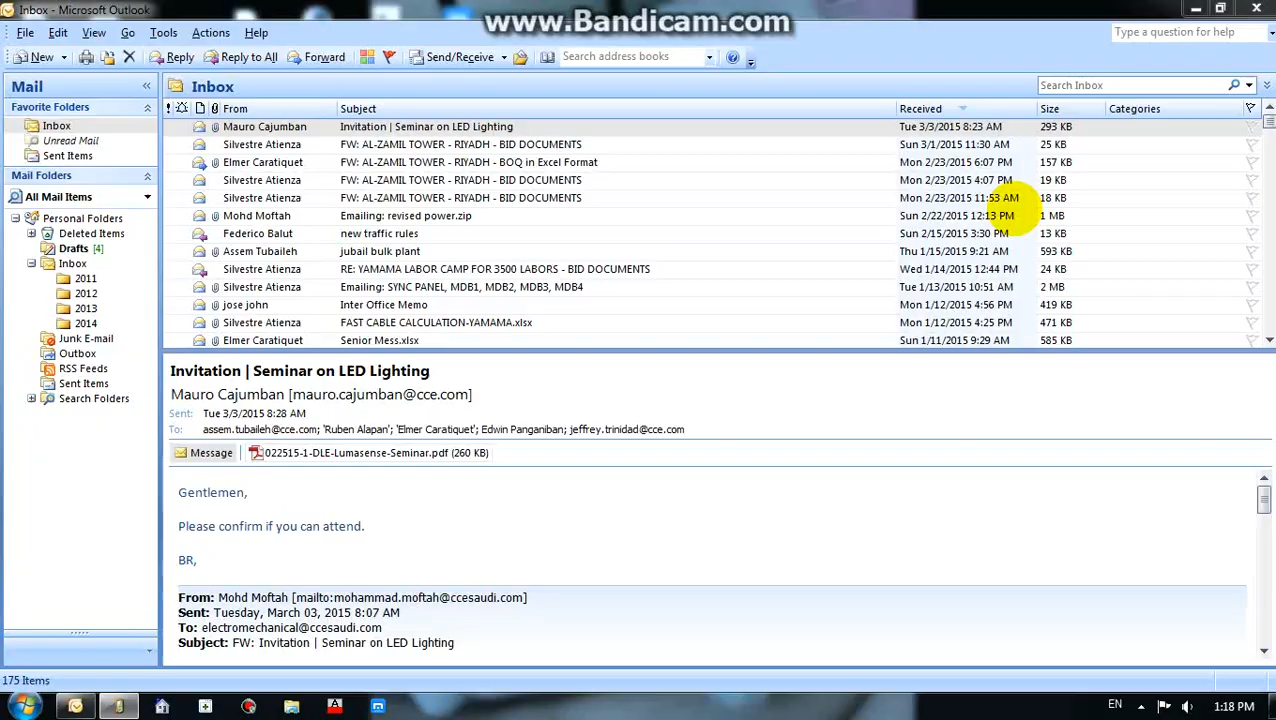 Inbox - Microsoft Outlook
www.Bandicam.com
File Edit View Go Tools Actions Help
Type a question for help
New Reply Reply to All Forward Send/Receive Search address books
Mail «
Inbox
Search Inbox
Favorite Folders
Inbox
Unread Mail
Sent Items
Mail Folders
All Mail Items
Personal Folders
Deleted Items
Drafts [4]
Inbox
2011
2012
2013
2014
Junk E-mail
Outbox
RSS Feeds
Sent Items
Search Folders
! From Subject Received Size Categories
Mauro Cajumban Invitation | Seminar on LED Lighting Tue 3/3/2015 8:23 AM 293 KB
Silvestre Atienza FW: AL-ZAMIL TOWER - RIYADH - BID DOCUMENTS Sun 3/1/2015 11:30 AM 25 KB
Elmer Caratiquet FW: AL-ZAMIL TOWER - RIYADH - BOQ in Excel Format Mon 2/23/2015 6:07 PM 157 KB
Silvestre Atienza FW: AL-ZAMIL TOWER - RIYADH - BID DOCUMENTS Mon 2/23/2015 4:07 PM 19 KB
Silvestre Atienza FW: AL-ZAMIL TOWER - RIYADH - BID DOCUMENTS Mon 2/23/2015 11:53 AM 18 KB
Mohd Moftah Emailing: revised power.zip Sun 2/22/2015 12:13 PM 1 MB
Federico Balut new traffic rules Sun 2/15/2015 3:30 PM 13 KB
Assem Tubaileh jubail bulk plant Thu 1/15/2015 9:21 AM 593 KB
Silvestre Atienza RE: YAMAMA LABOR CAMP FOR 3500 LABORS - BID DOCUMENTS Wed 1/14/2015 12:44 PM 24 KB
Silvestre Atienza Emailing: SYNC PANEL, MDB1, MDB2, MDB3, MDB4 Tue 1/13/2015 10:51 AM 2 MB
jose john Inter Office Memo Mon 1/12/2015 4:56 PM 419 KB
Silvestre Atienza FAST CABLE CALCULATION-YAMAMA.xlsx Mon 1/12/2015 4:25 PM 471 KB
Elmer Caratiquet Senior Mess.xlsx Sun 1/11/2015 9:29 AM 585 KB
Invitation | Seminar on LED Lighting
Mauro Cajumban [mauro.cajumban@cce.com]
Sent: Tue 3/3/2015 8:28 AM
To: assem.tubaileh@cce.com; 'Ruben Alapan'; 'Elmer Caratiquet'; Edwin Panganiban; jeffrey.trinidad@cce.com
Message 022515-1-DLE-Lumasense-Seminar.pdf (260 KB)
Gentlemen,
Please confirm if you can attend.
BR,
From: Mohd Moftah [mailto:mohammad.moftah@ccesaudi.com]
Sent: Tuesday, March 03, 2015 8:07 AM
To: electromechanical@ccesaudi.com
Subject: FW: Invitation | Seminar on LED Lighting
175 Items
EN 1:18 PM